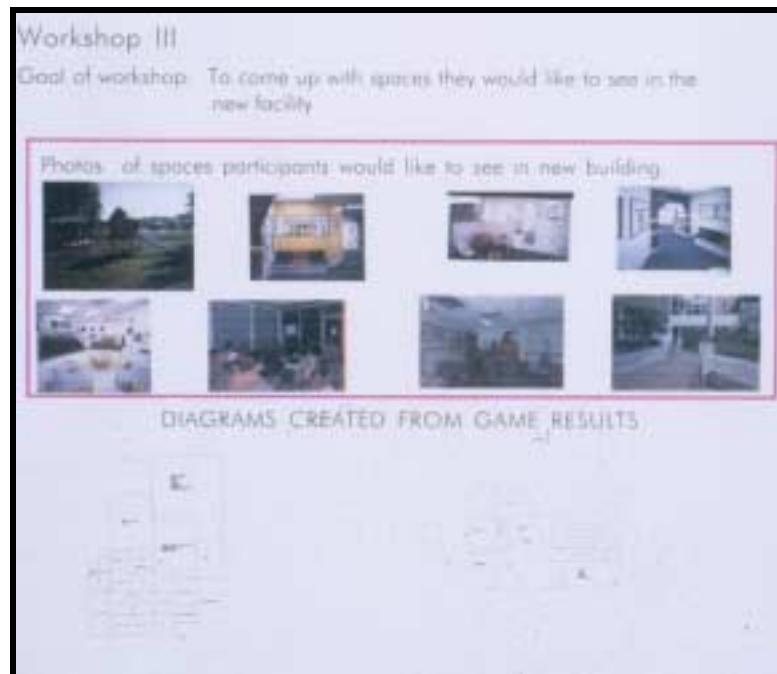 Workshop III
Goal of workshop To come up with spaces they would like to see in the
new facility
Photos of spaces participants would like to see in new building
DIAGRAMS CREATED FROM GAME RESULTS